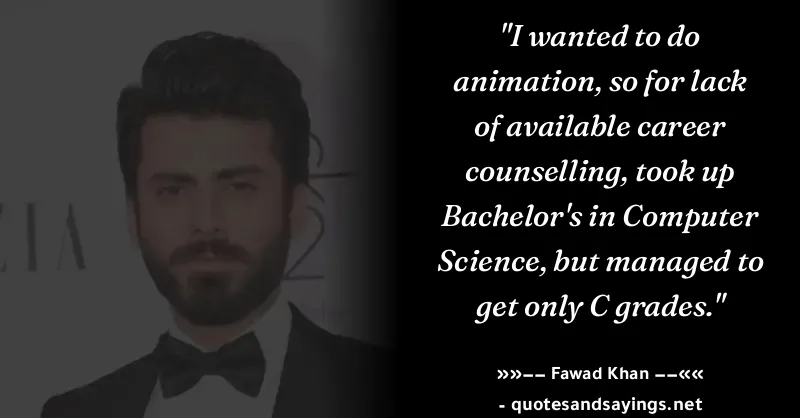 "I wanted to do
animation, so for lack
of available career
counselling, took up
Bachelor's in Computer
Science, but managed to
get only C grades."
»»−− Fawad Khan −−««
- quotesandsayings.net
ZIA